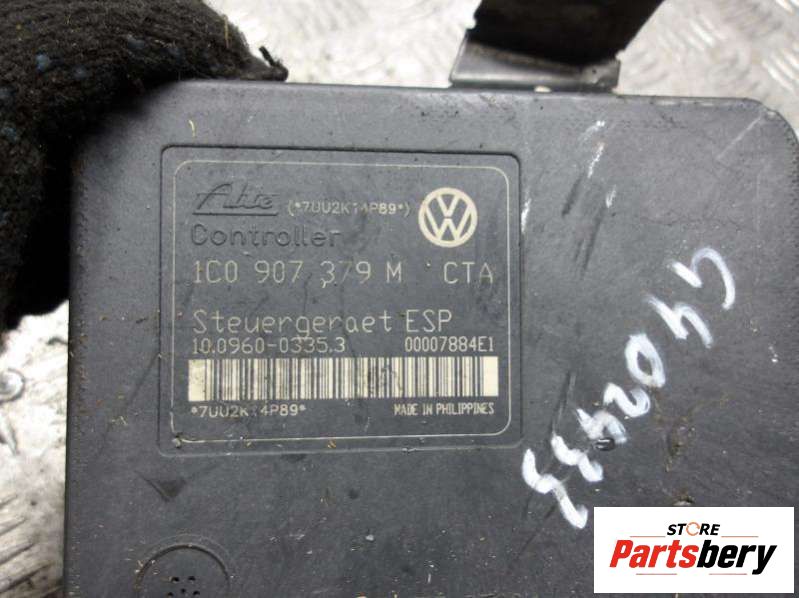 Ate (*7UU2K14P89*)
Controller
1C0 907 379 M CTA
Steuergeraet ESP
10.0960-0335.3 00007884E1
*7UU2K14P89*
MADE IN PHILIPPINES
STORE
Partsbery